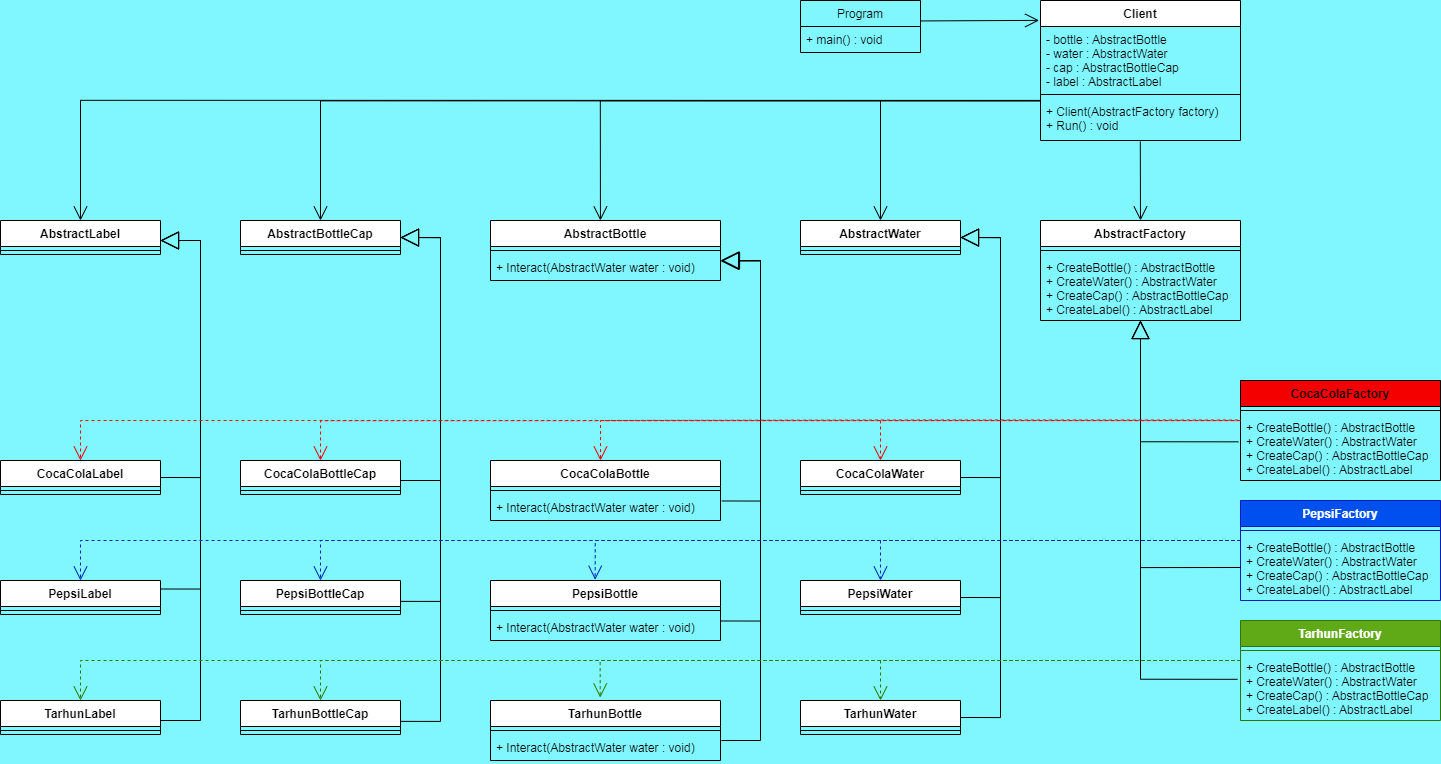 Program
+ main() : void
Client
- bottle : AbstractBottle
- water : AbstractWater
- cap : AbstractBottleCap
- label : AbstractLabel
+ Client(AbstractFactory factory)
+ Run() : void
AbstractLabel
AbstractBottleCap
AbstractBottle
+ Interact(AbstractWater water : void)
AbstractWater
AbstractFactory
+ CreateBottle() : AbstractBottle
+ CreateWater() : AbstractWater
+ CreateCap() : AbstractBottleCap
+ CreateLabel() : AbstractLabel
CocaColaFactory
+ CreateBottle() : AbstractBottle
+ CreateWater() : AbstractWater
+ CreateCap() : AbstractBottleCap
+ CreateLabel() : AbstractLabel
CocaColaLabel
CocaColaBottleCap
CocaColaBottle
+ Interact(AbstractWater water : void)
CocaColaWater
PepsiFactory
+ CreateBottle() : AbstractBottle
+ CreateWater() : AbstractWater
+ CreateCap() : AbstractBottleCap
+ CreateLabel() : AbstractLabel
PepsiLabel
PepsiBottleCap
PepsiBottle
+ Interact(AbstractWater water : void)
PepsiWater
TarhunFactory
+ CreateBottle() : AbstractBottle
+ CreateWater() : AbstractWater
+ CreateCap() : AbstractBottleCap
+ CreateLabel() : AbstractLabel
TarhunLabel
TarhunBottleCap
TarhunBottle
+ Interact(AbstractWater water : void)
TarhunWater